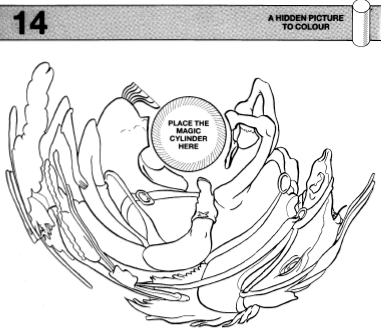 14
A HIDDEN PICTURE
TO COLOUR
PLACE THE
MAGIC
CYLINDER
HERE